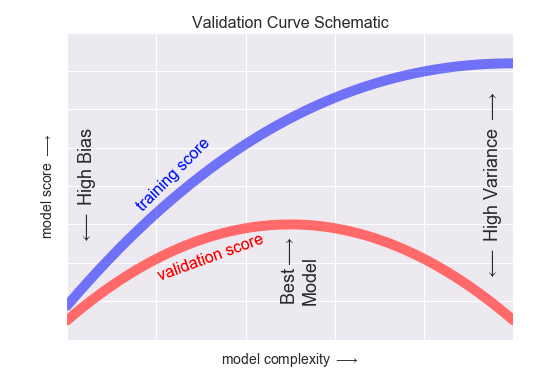 Validation Curve Schematic
model score ⟶
⟵ High Bias
training score
validation score
Best ⟶
Model
⟵ High Variance ⟶
model complexity ⟶